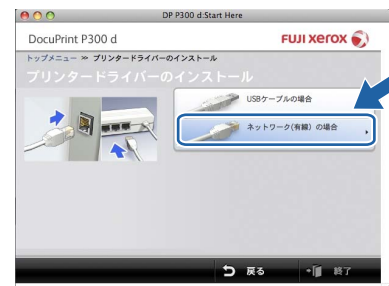 DP P300 d:Start Here
DocuPrint P300 d
FUJI XEROX
トップメニュー ≫ プリンタードライバーのインストール
プリンタードライバーのインストール
USBケーブルの場合
ネットワーク(有線) の場合
戻る
終了